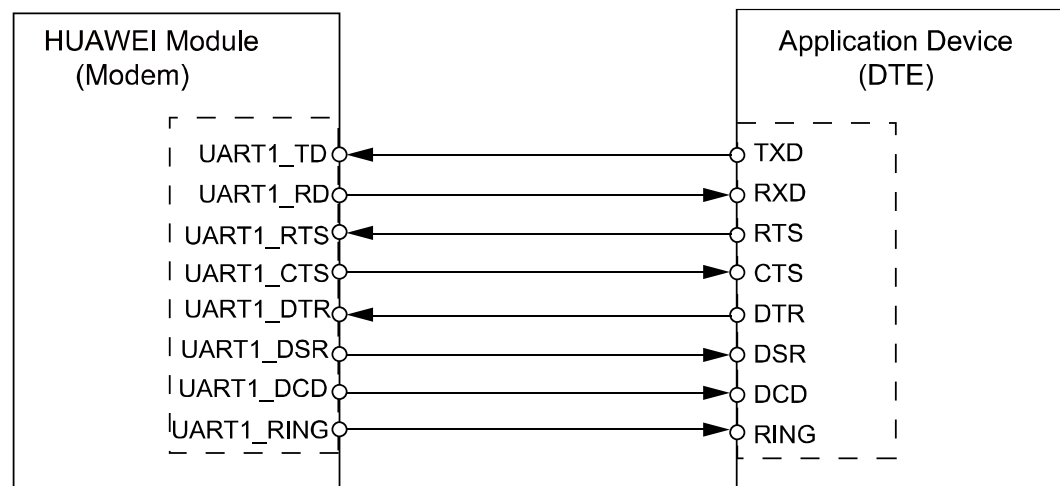 HUAWEI Module
(Modem)
UART1_TD
UART1_RD
UART1_RTS
UART1_CTS
UART1_DTR
UART1_DSR
UART1_DCD
UART1_RING
Application Device
(DTE)
TXD
RXD
RTS
CTS
DTR
DSR
DCD
RING